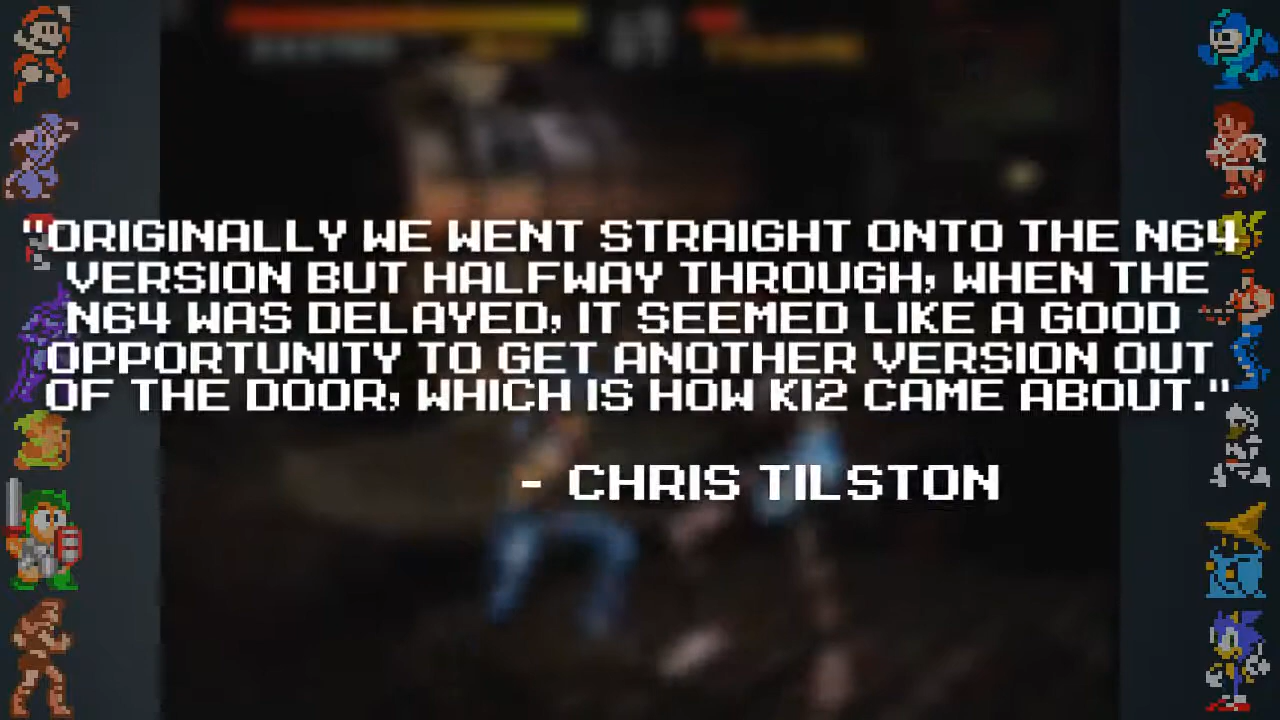 "ORIGINALLY WE WENT STRAIGHT ONTO THE N64
VERSION BUT HALFWAY THROUGH, WHEN THE
N64 WAS DELAYED, IT SEEMED LIKE A GOOD
OPPORTUNITY TO GET ANOTHER VERSION OUT
OF THE DOOR, WHICH IS HOW KI2 CAME ABOUT."
- CHRIS TILSTON